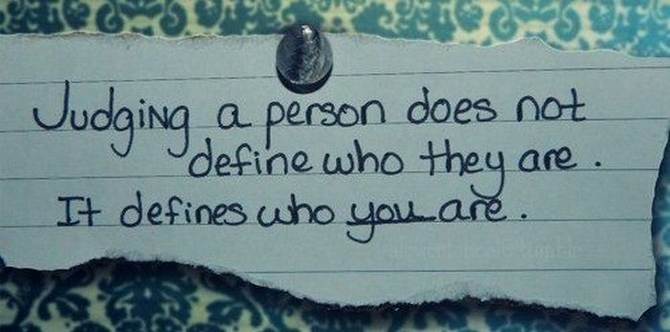 Judging a person does not
define who they are.
It defines who you are.